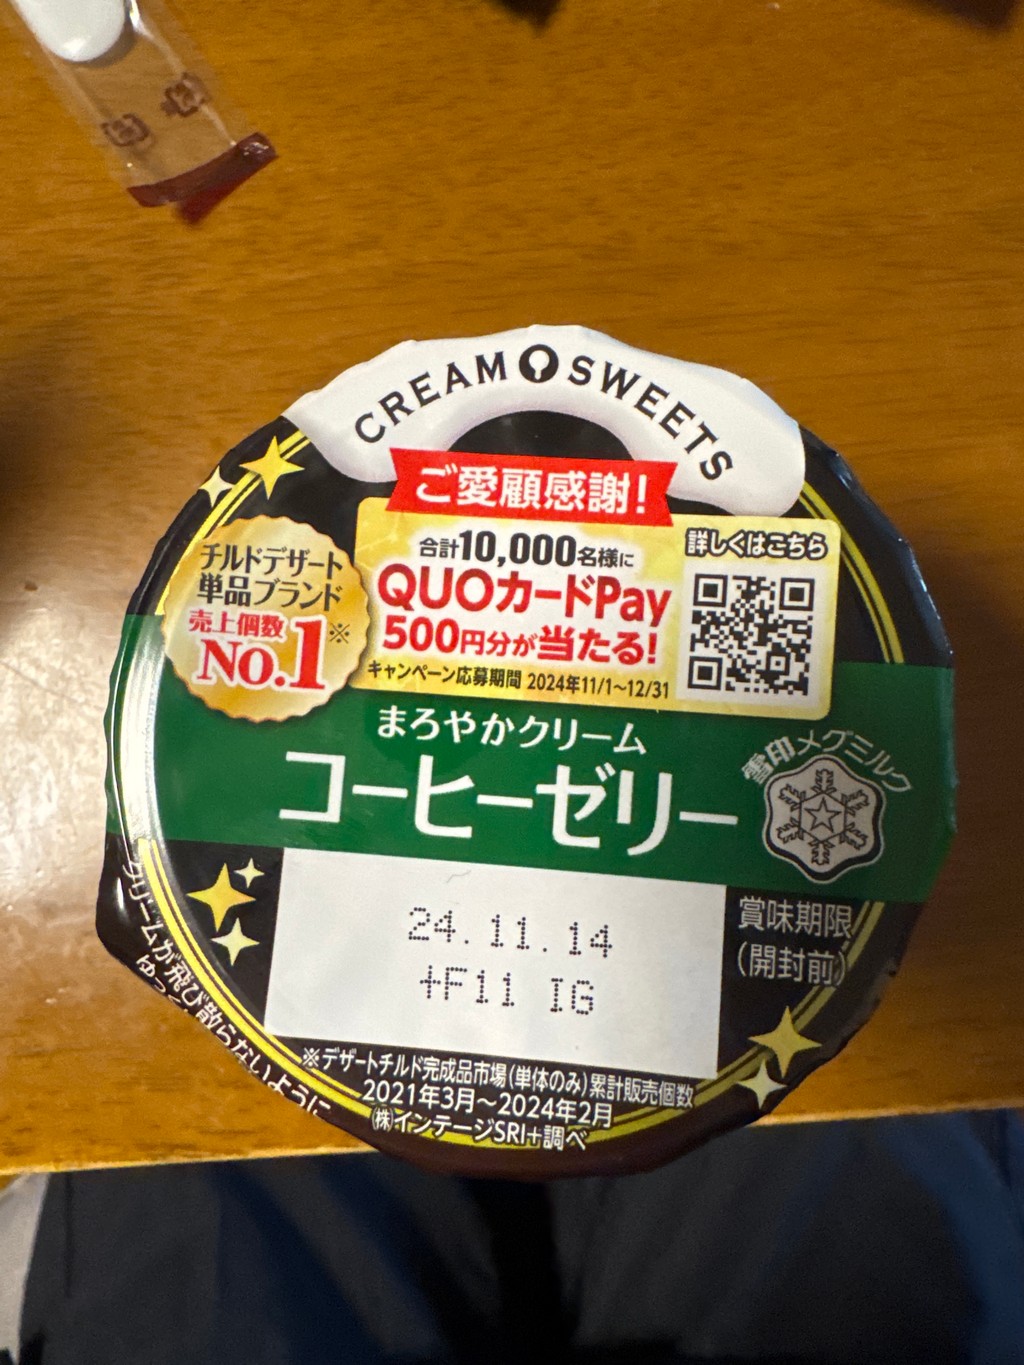 CREAM SWEETS
ご愛顧感謝!
チルドデザート
単品ブランド
売上個数
No.1※
合計10,000名様に
QUOカードPay
500円分が当たる!
キャンペーン応募期間 2024年11/1～12/31
詳しくはこちら
まろやかクリーム
コーヒーゼリー
雪印メグミルク
24.11.14
+F11 IG
賞味期限
(開封前)
クリームが飛び散らないように
※デザートチルド完成品市場(単体のみ)累計販売個数
2021年3月～2024年2月
(株)インテージSRI+調べ